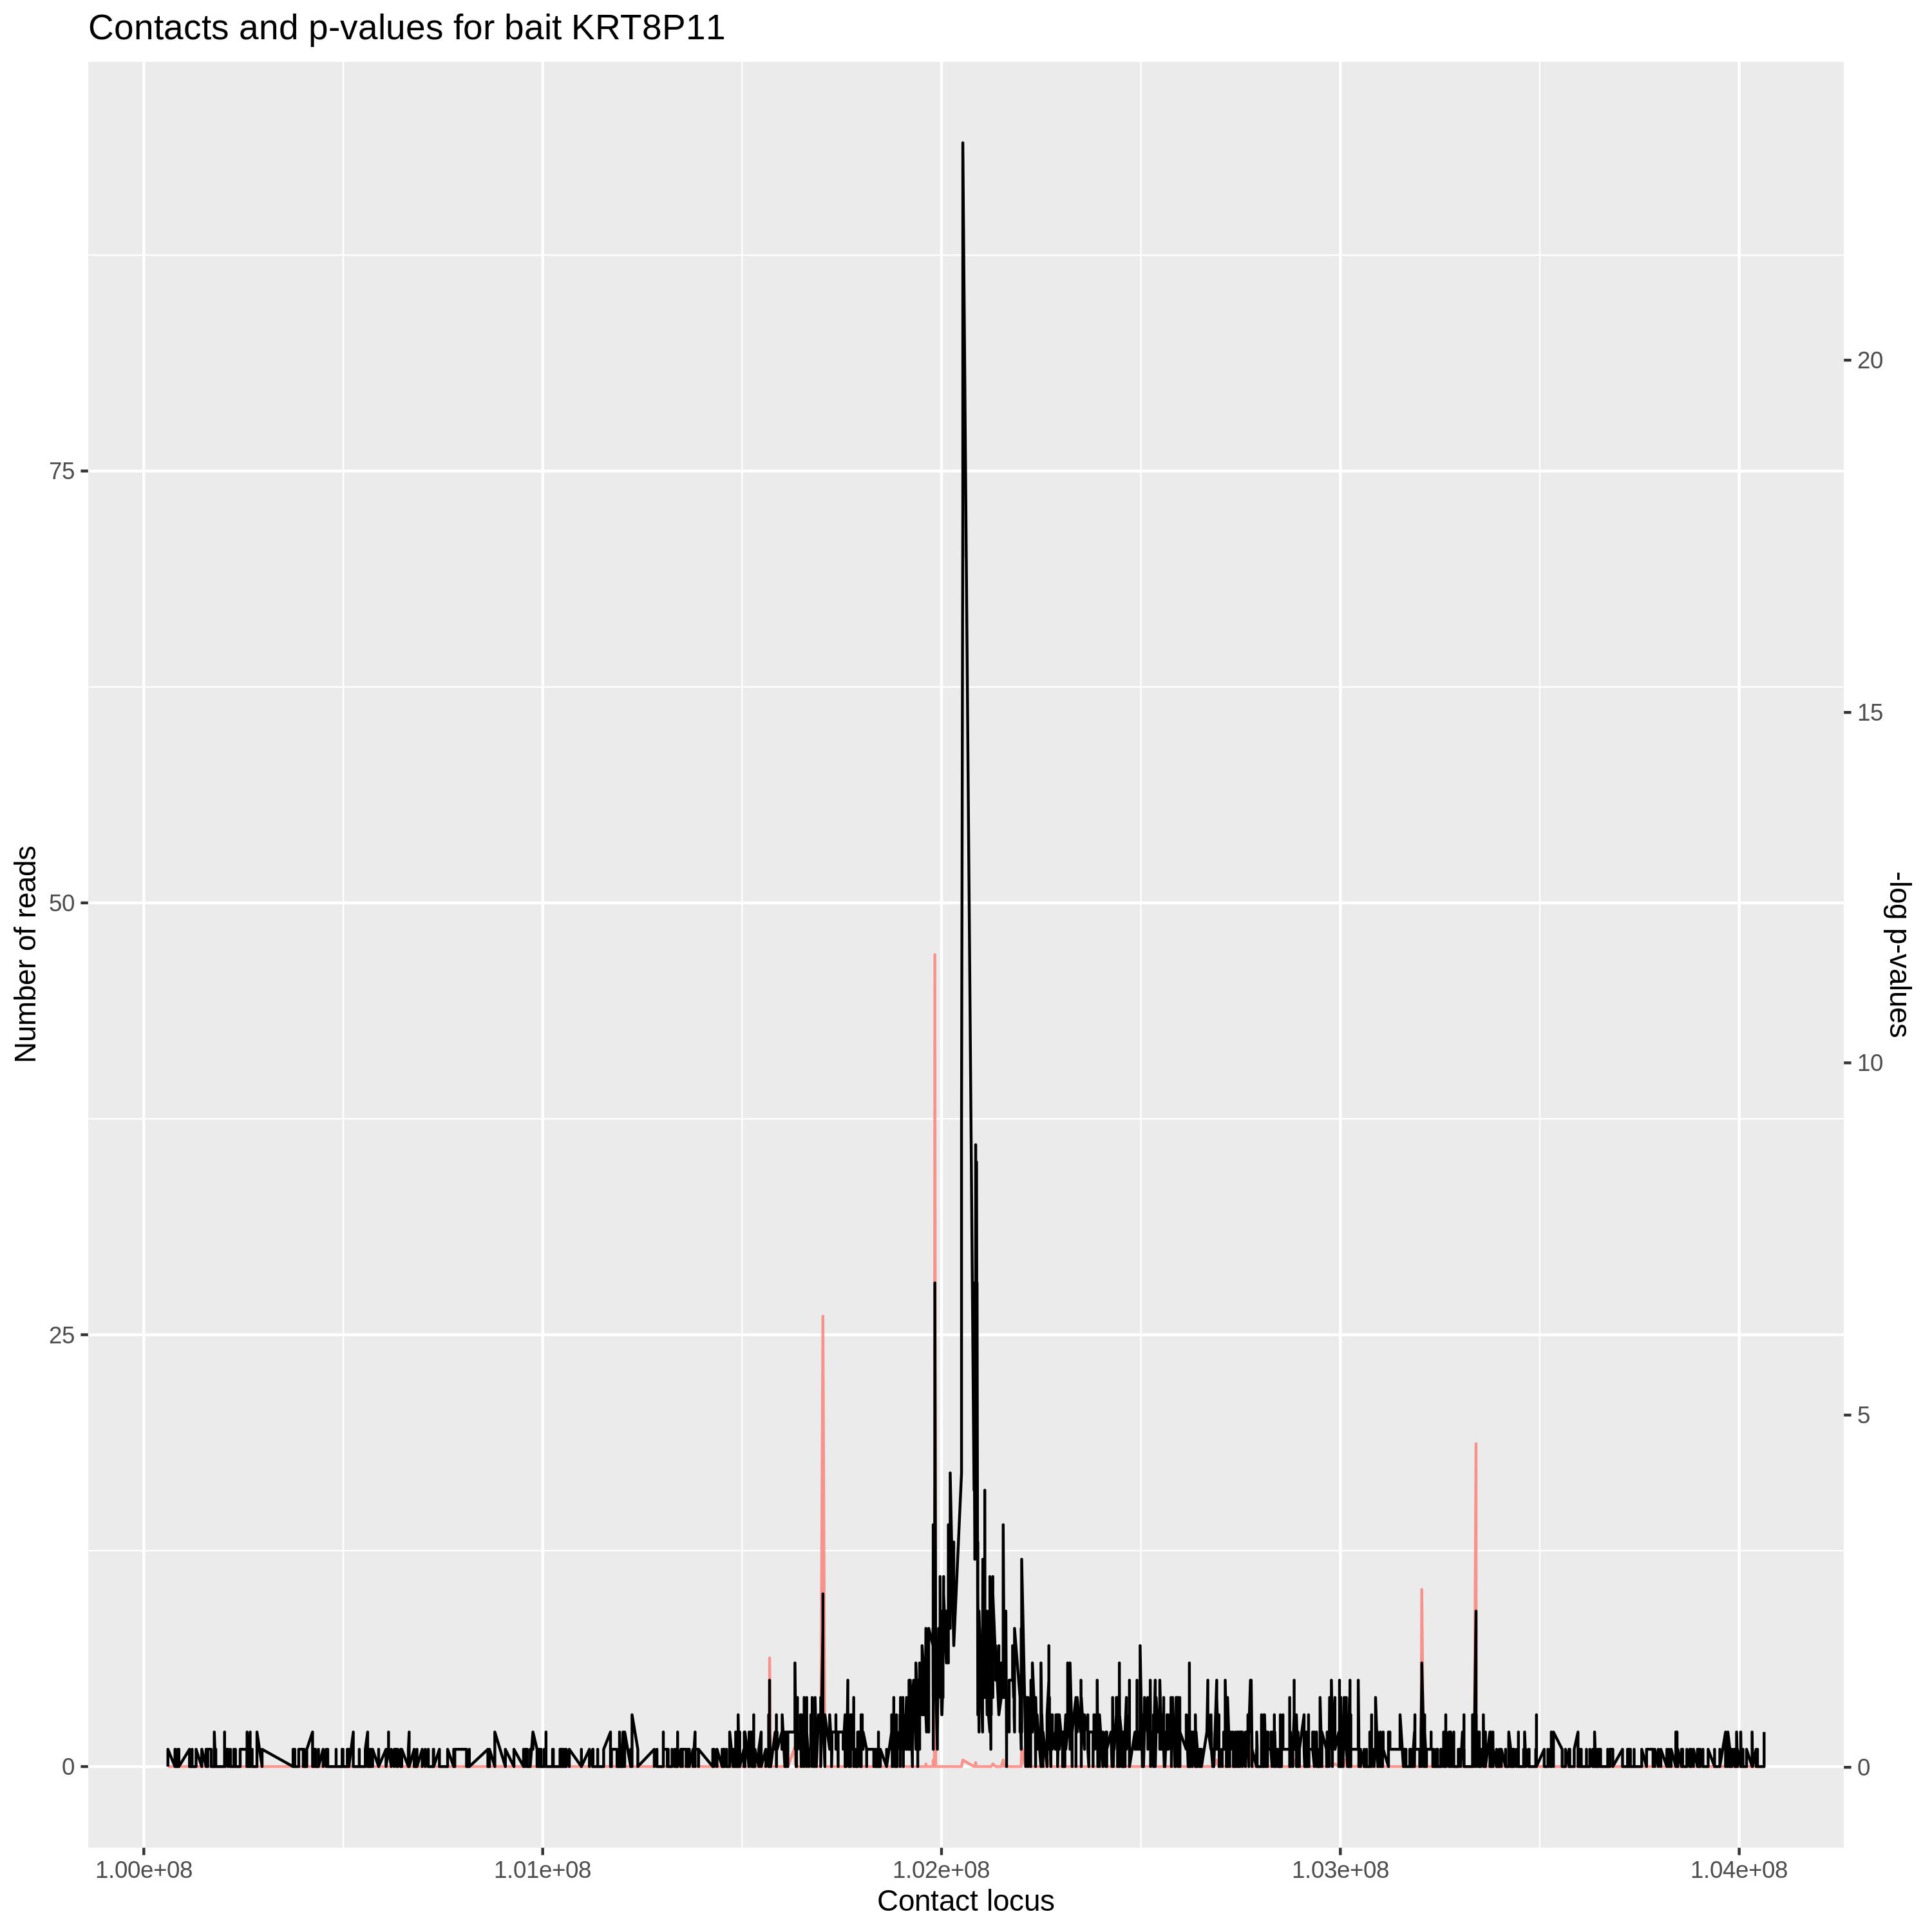 Contacts and p-values for bait KRT8P11
Number of reads
75
50
25
0
20
15
10
5
0
-log p-values
1.00e+08 1.01e+08 1.02e+08 1.03e+08 1.04e+08
Contact locus